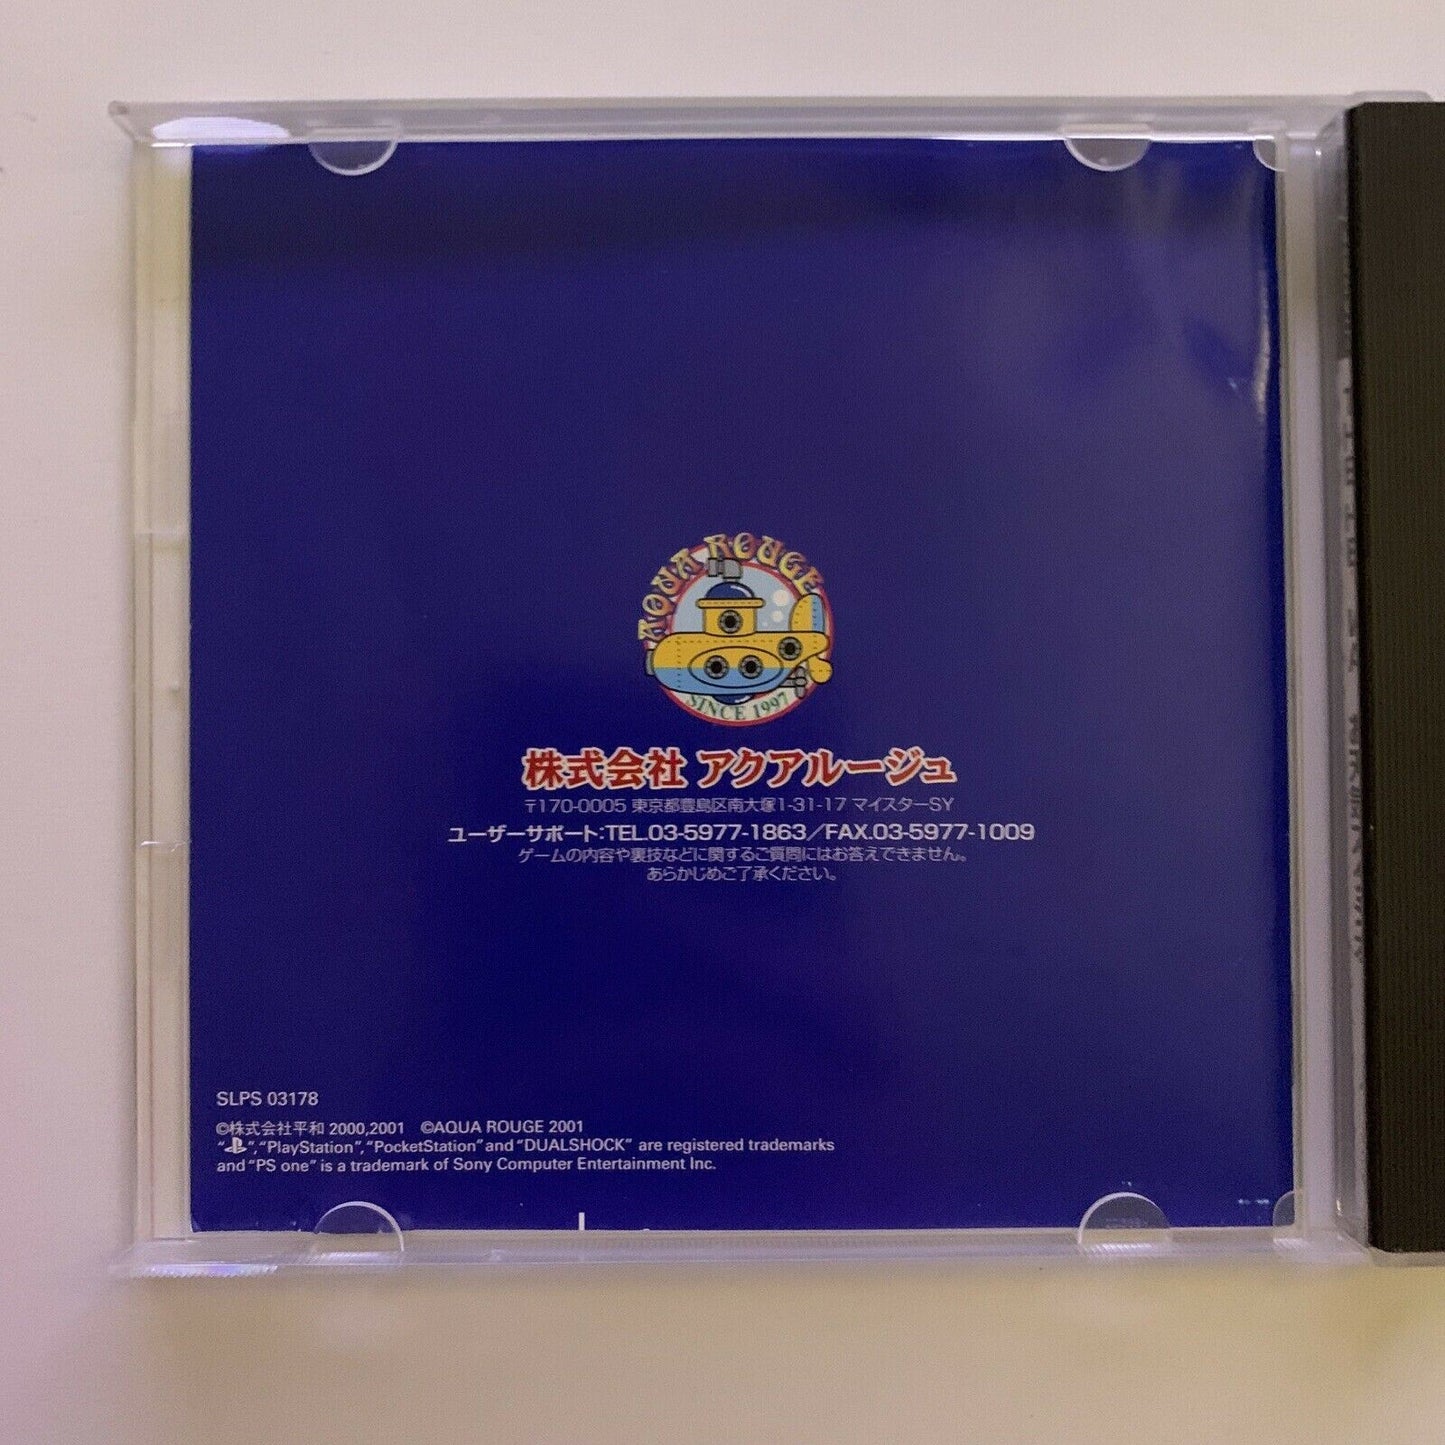 AQUA ROUGE
SINCE 1997
株式会社 アクアルージュ
〒170-0005 東京都豊島区南大塚1-31-17 マイスターSY
ユーザーサポート:TEL.03-5977-1863/FAX.03-5977-1009
ゲームの内容や裏技などに関するご質問にはお答えできません。
あらかじめご了承ください。
SLPS 03178
©株式会社平和 2000,2001 ©AQUA ROUGE 2001
“ ”,“PlayStation”,“PocketStation”and“DUALSHOCK” are registered trademarks
and “PS one” is a trademark of Sony Computer Entertainment Inc.